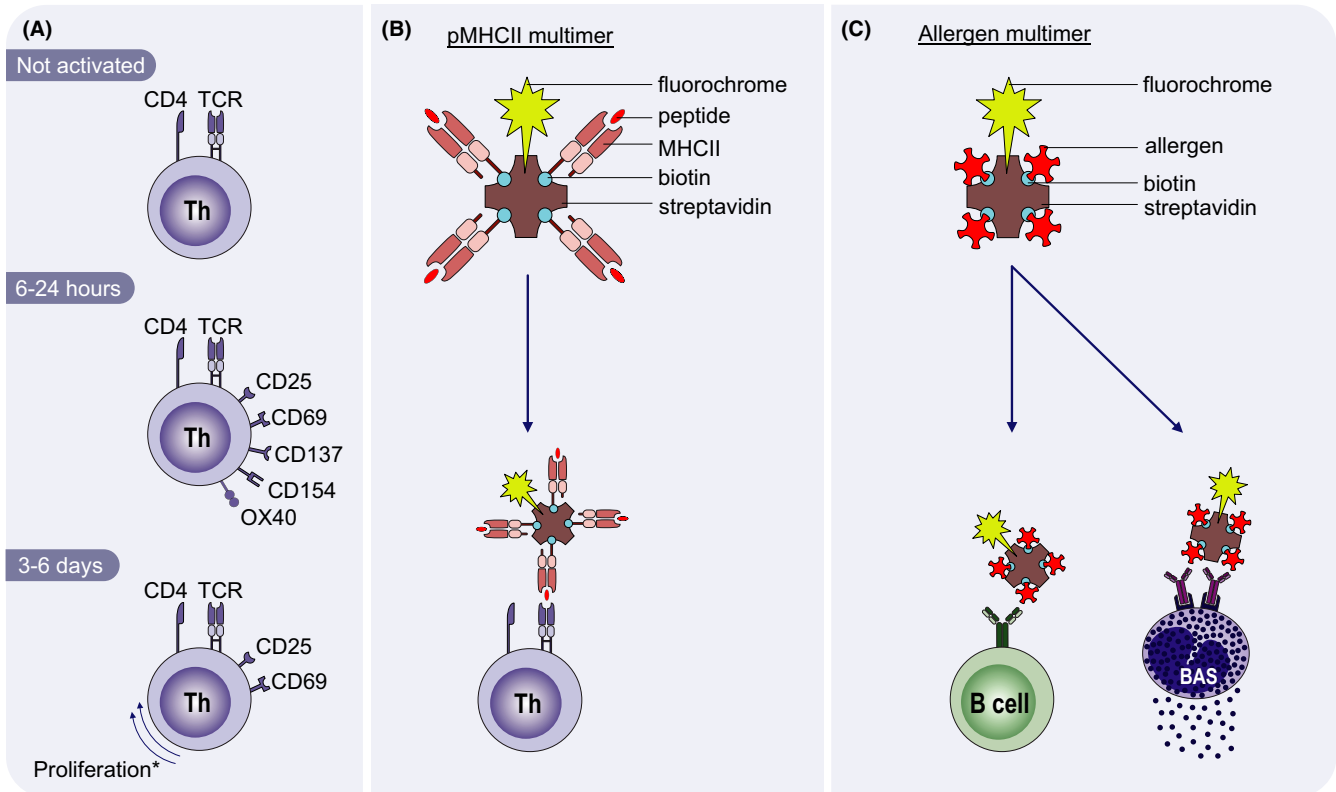 (A)
Not activated
CD4 TCR
Th
6-24 hours
CD4 TCR
CD25
CD69
CD137
CD154
OX40
Th
3-6 days
CD4 TCR
CD25
CD69
Th
Proliferation*
(B)
pMHCII multimer
fluorochrome
peptide
MHCII
biotin
streptavidin
Th
(C)
Allergen multimer
fluorochrome
allergen
biotin
streptavidin
B cell
BAS